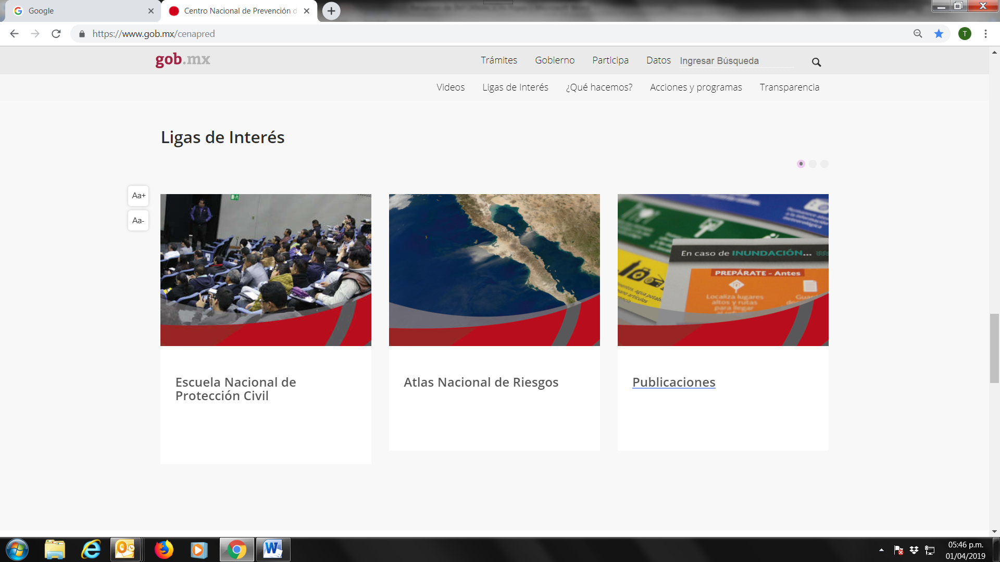 Google
Centro Nacional de Prevención d
https://www.gob.mx/cenapred
T
gob.mx
Trámites Gobierno Participa Datos Ingresar Búsqueda
Videos Ligas de Interés ¿Qué hacemos? Acciones y programas Transparencia
Ligas de Interés
Aa+
Aa-
En caso de INUNDACIÓN...
PREPÁRATE - Antes
Localiza lugares
altos y rutas
para llegar
Escuela Nacional de
Protección Civil
Atlas Nacional de Riesgos
Publicaciones
05:46 p.m.
01/04/2019